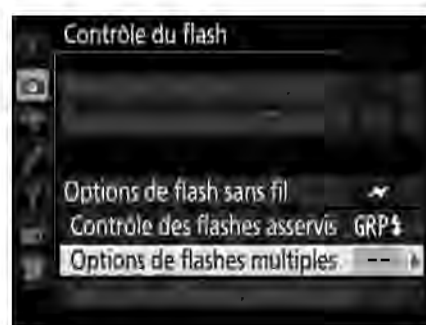 Contrôle du flash
Options de flash sans fil
Contrôle des flashes asservis GRP
Options de flashes multiples --